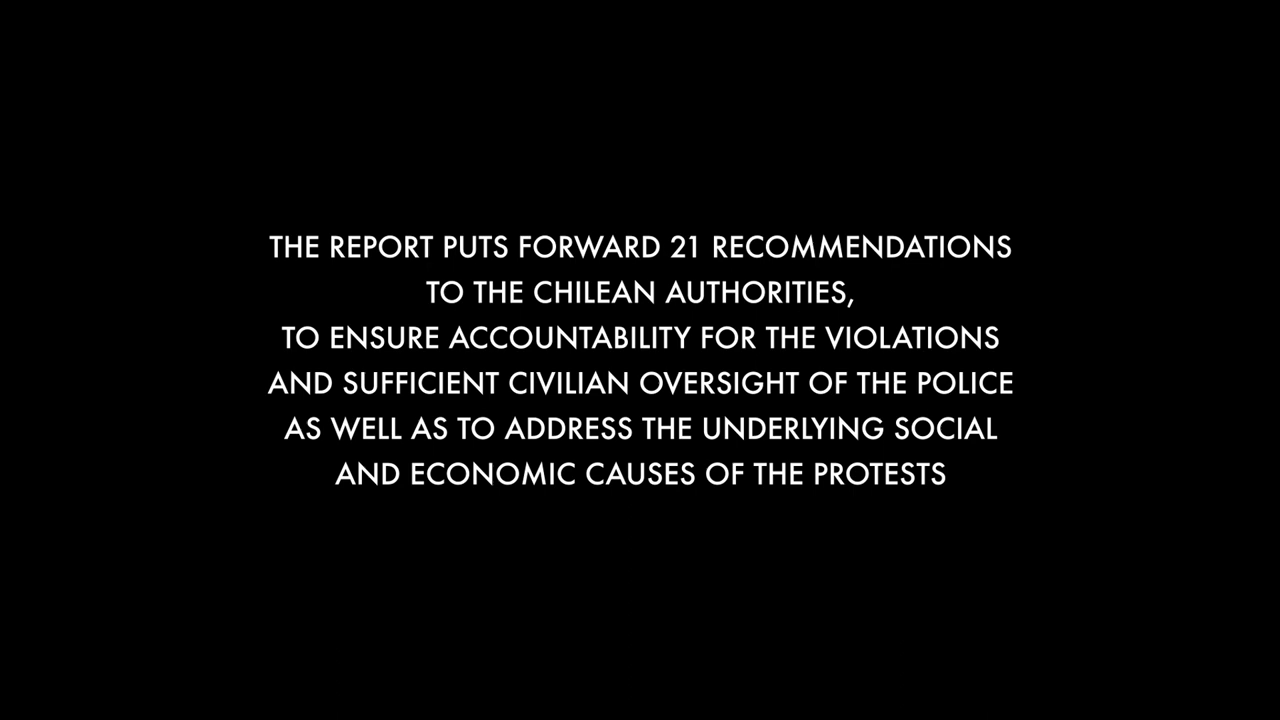 THE REPORT PUTS FORWARD 21 RECOMMENDATIONS
TO THE CHILEAN AUTHORITIES,
TO ENSURE ACCOUNTABILITY FOR THE VIOLATIONS
AND SUFFICIENT CIVILIAN OVERSIGHT OF THE POLICE
AS WELL AS TO ADDRESS THE UNDERLYING SOCIAL
AND ECONOMIC CAUSES OF THE PROTESTS